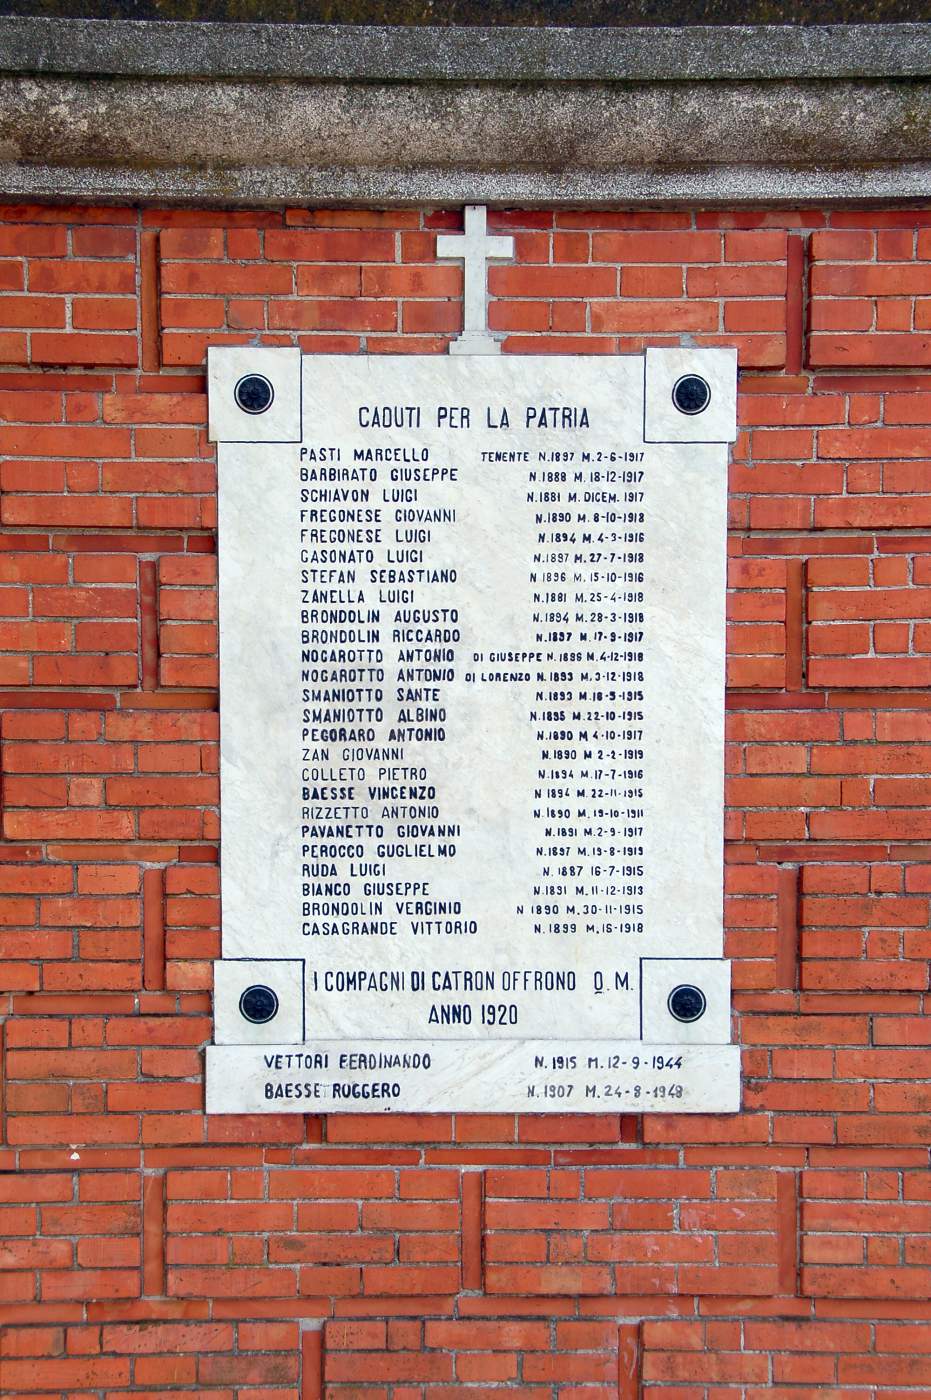 CADUTI PER LA PATRIA
PASTI MARCELLO TENENTE N.1897 M.2-6-1917
BARBIRATO GIUSEPPE N.1888 M.18-12-1917
SCHIAVON LUIGI N.1881 M.DICEM.1917
FREGONESE GIOVANNI N.1890 M.8-10-1918
FREGONESE LUIGI N.1894 M.4-3-1916
CASONATO LUIGI N.1897 M.27-7-1918
STEFAN SEBASTIANO N.1896 M.15-10-1916
ZANELLA LUIGI N.1881 M.25-4-1918
BRONDOLIN AUGUSTO N.1894 M.28-3-1918
BRONDOLIN RICCARDO N.1897 M.17-9-1917
NOGAROTTO ANTONIO DI GIUSEPPE N.1896 M.4-12-1918
NOGAROTTO ANTONIO DI LORENZO N.1893 M.3-12-1918
SMANIOTTO SANTE N.1893 M.18-5-1915
SMANIOTTO ALBINO N.1895 M.22-10-1915
PEGORARO ANTONIO N.1890 M.4-10-1917
ZAN GIOVANNI N.1890 M.2-2-1919
COLLETO PIETRO N.1894 M.17-7-1916
BAESSE VINCENZO N.1894 M.22-11-1915
RIZZETTO ANTONIO N.1890 M.19-10-1911
PAVANETTO GIOVANNI N.1891 M.2-9-1917
PEROCCO GUGLIELMO N.1897 M.19-8-1919
RUDA LUIGI N.1887 16-8-1915
BIANCO GIUSEPPE N.1891 M.11-12-1913
BRONDOLIN VERGINIO N 1890 M.30-11-1915
CASAGRANDE VITTORIO N.1899 M.16-1918
I COMPAGNI DI CATRON OFFRONO Q.M.
ANNO 1920
VETTORI FERDINANDO N.1915 M.12-9-1944
BAESSE RUGGERO N.1907 M.24-8-1948